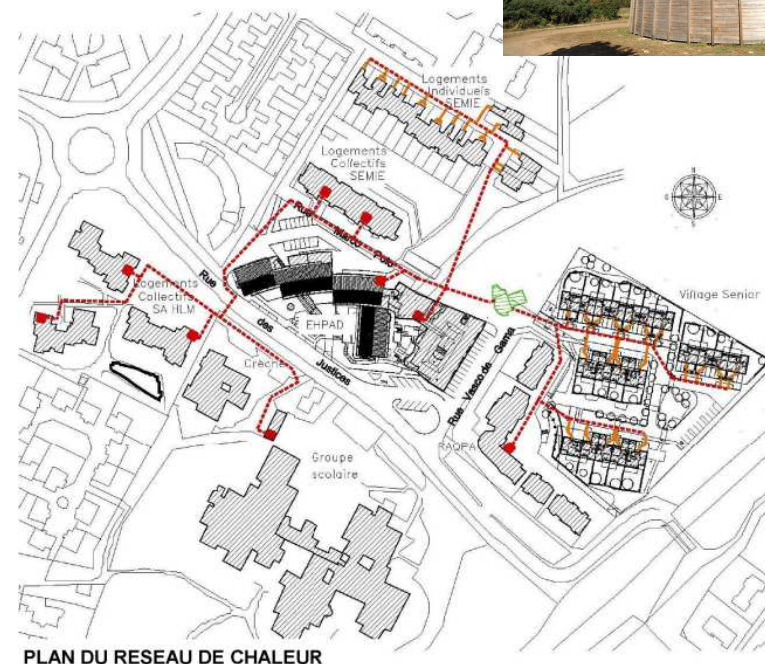 Logements
Individuels
SEMIE
Logements
Collectifs
SEMIE
N
O
E
S
Rue Marco Polo
Logements
Collectifs
SA HLM
Rue des Justices
EHPAD
Village Senior
Rue Vasco de Gama
Crèche
RAQPA
Groupe
scolaire
PLAN DU RESEAU DE CHALEUR